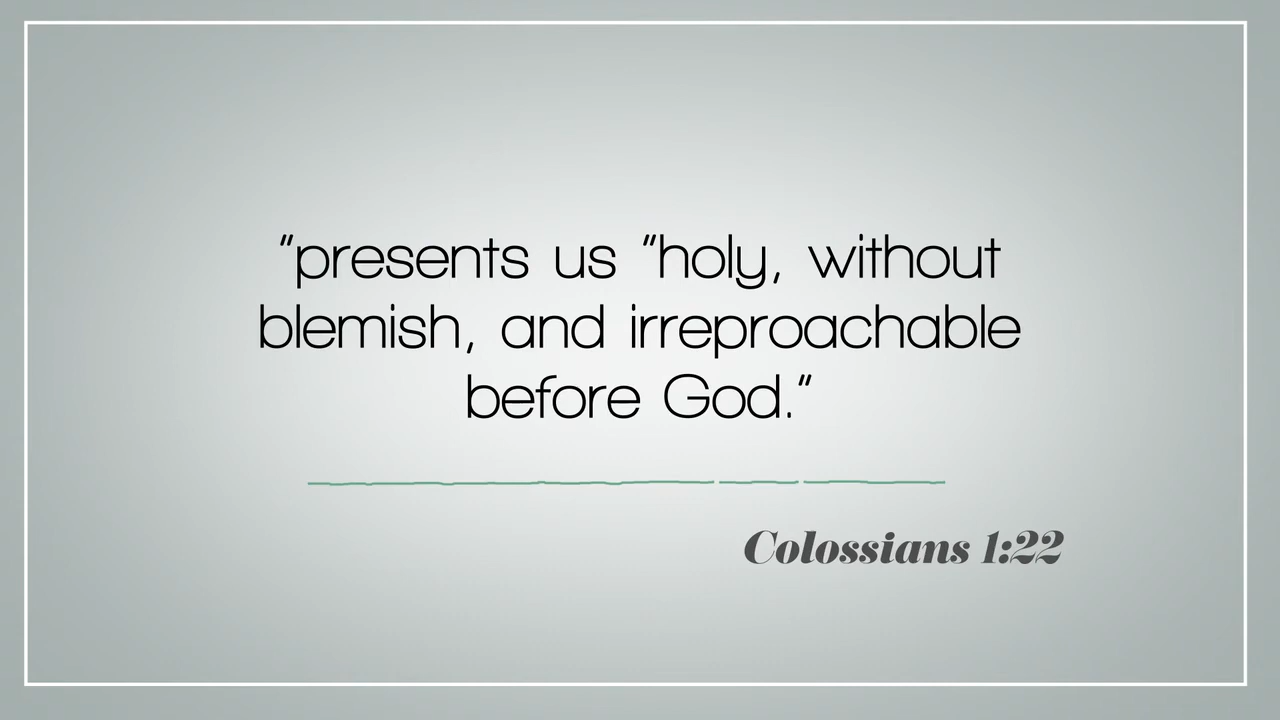 "presents us "holy, without
blemish, and irreproachable
before God."
Colossians 1:22